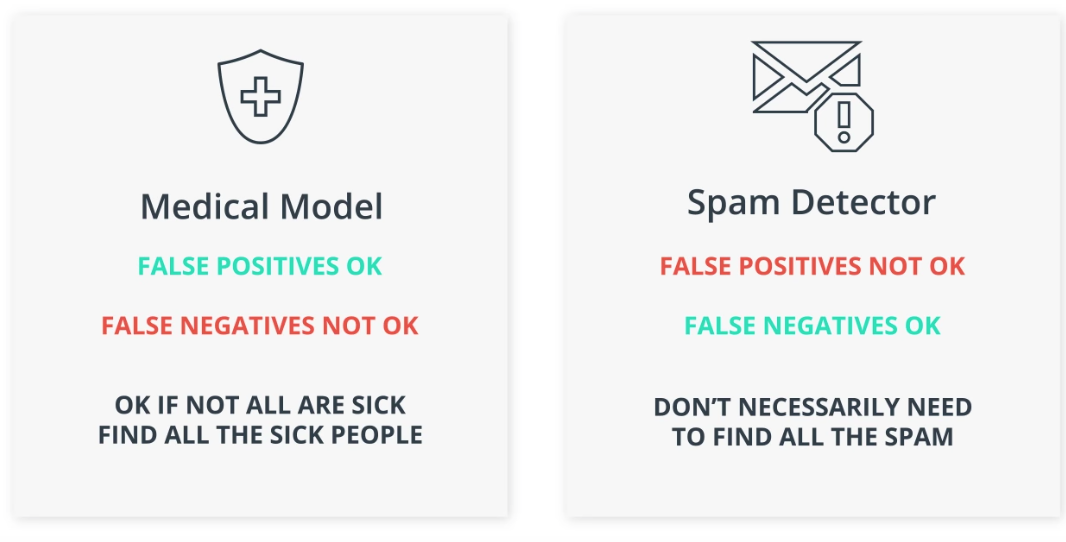 Medical Model
FALSE POSITIVES OK
FALSE NEGATIVES NOT OK
OK IF NOT ALL ARE SICK
FIND ALL THE SICK PEOPLE
Spam Detector
FALSE POSITIVES NOT OK
FALSE NEGATIVES OK
DON’T NECESSARILY NEED
TO FIND ALL THE SPAM